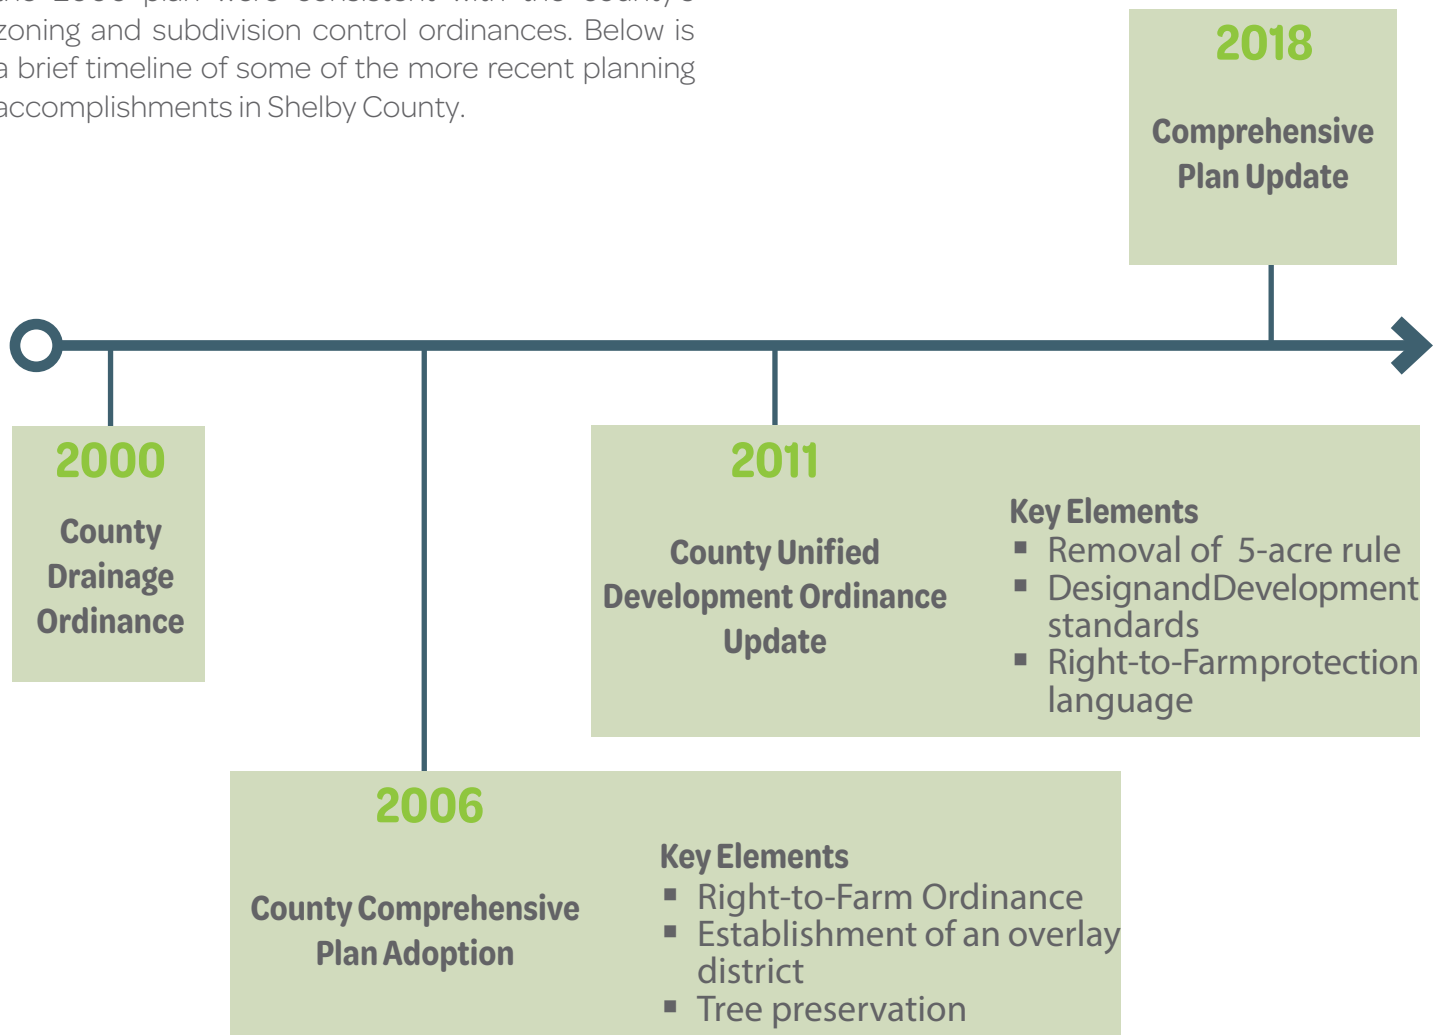 zoning and subdivision control ordinances. Below is
a brief timeline of some of the more recent planning
accomplishments in Shelby County.
2018
Comprehensive
Plan Update
2000
County
Drainage
Ordinance
2011
County Unified
Development Ordinance
Update
Key Elements
▪ Removal of 5-acre rule
▪ DesignandDevelopment
standards
▪ Right-to-Farmprotection
language
2006
County Comprehensive
Plan Adoption
Key Elements
▪ Right-to-Farm Ordinance
▪ Establishment of an overlay
district
▪ Tree preservation